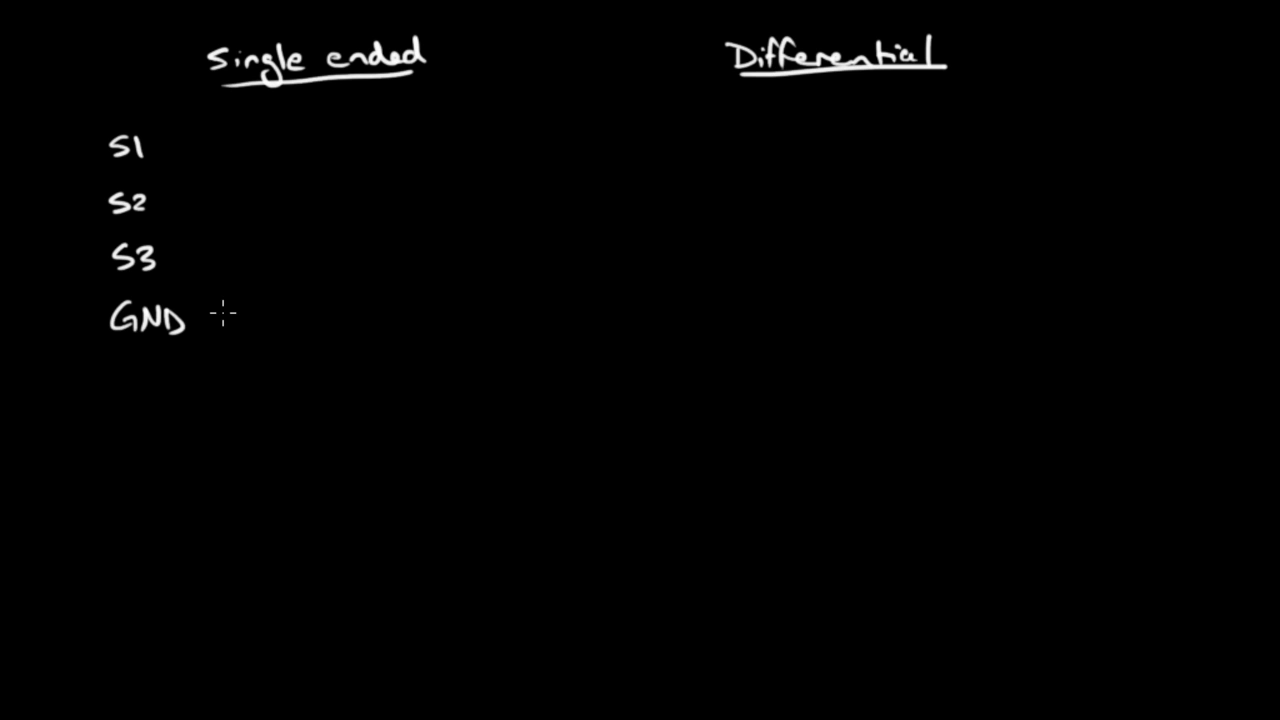 Single ended
Differential
S1
S2
S3
GND